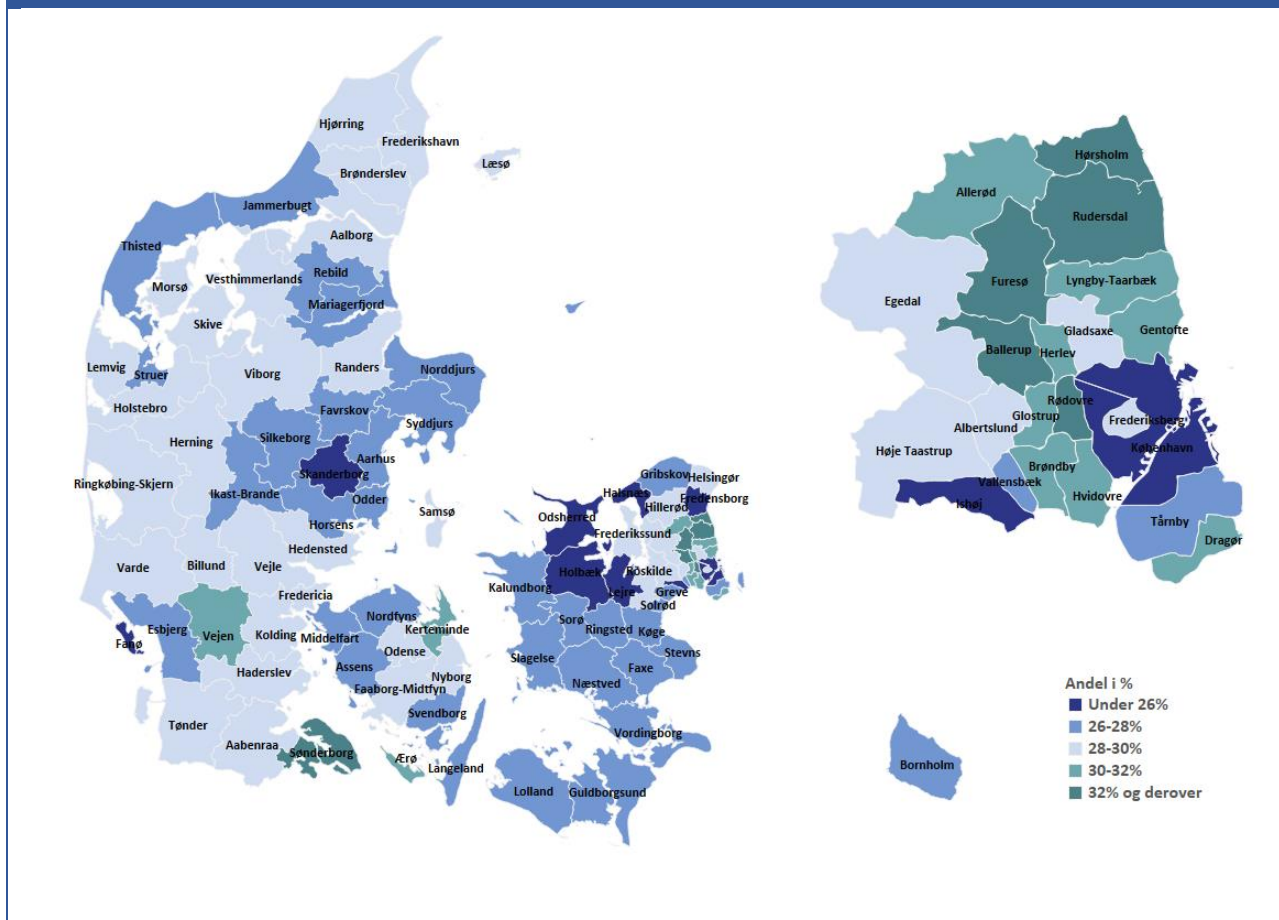 Hjørring
Frederikshavn
Læsø
Brønderslev
Jammerbugt
Aalborg
Thisted
Rebild
Vesthimmerlands
Morsø
Mariagerfjord
Skive
Lemvig
Struer
Viborg
Randers
Norddjurs
Holstebro
Favrskov
Syddjurs
Herning
Silkeborg
Aarhus
Skanderborg
Ringkøbing-Skjern
Ikast-Brande
Odder
Samsø
Horsens
Hedensted
Varde
Billund
Vejle
Fredericia
Esbjerg
Vejen
Kolding
Fanø
Haderslev
Tønder
Aabenraa
Sønderborg
Nordfyns
Middelfart
Kerteminde
Odense
Assens
Nyborg
Faaborg-Midtfyn
Svendborg
Ærø
Langeland
Gribskov
Helsingør
Halsnæs
Fredensborg
Hillerød
Odsherred
Frederikssund
Holbæk
Roskilde
Lejre
Greve
Kalundborg
Solrød
Sorø
Ringsted
Køge
Slagelse
Stevns
Faxe
Næstved
Vordingborg
Lolland
Guldborgsund
Hørsholm
Allerød
Rudersdal
Furesø
Lyngby-Taarbæk
Egedal
Gladsaxe
Gentofte
Ballerup
Herlev
Rødovre
Glostrup
Frederiksberg
Albertslund
København
Høje Taastrup
Brøndby
Vallensbæk
Hvidovre
Ishøj
Tårnby
Dragør
Bornholm
Andel i %
Under 26%
26-28%
28-30%
30-32%
32% og derover